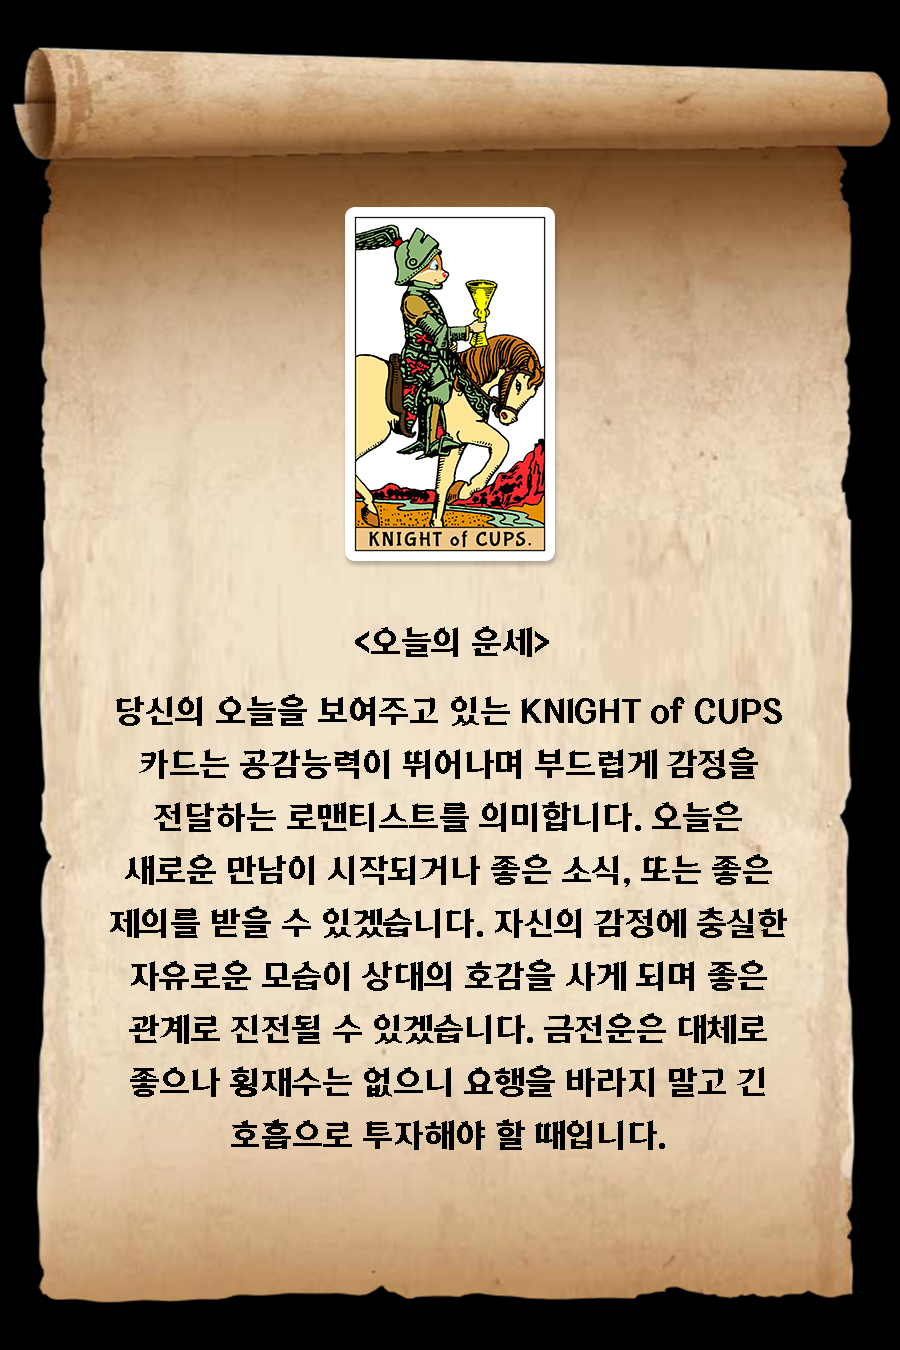 KNIGHT of CUPS.
<오늘의 운세>
당신의 오늘을 보여주고 있는 KNIGHT of CUPS
카드는 공감능력이 뛰어나며 부드럽게 감정을
전달하는 로맨티스트를 의미합니다. 오늘은
새로운 만남이 시작되거나 좋은 소식, 또는 좋은
제의를 받을 수 있겠습니다. 자신의 감정에 충실한
자유로운 모습이 상대의 호감을 사게 되며 좋은
관계로 진전될 수 있겠습니다. 금전운은 대체로
좋으나 횡재수는 없으니 요행을 바라지 말고 긴
호흡으로 투자해야 할 때입니다.